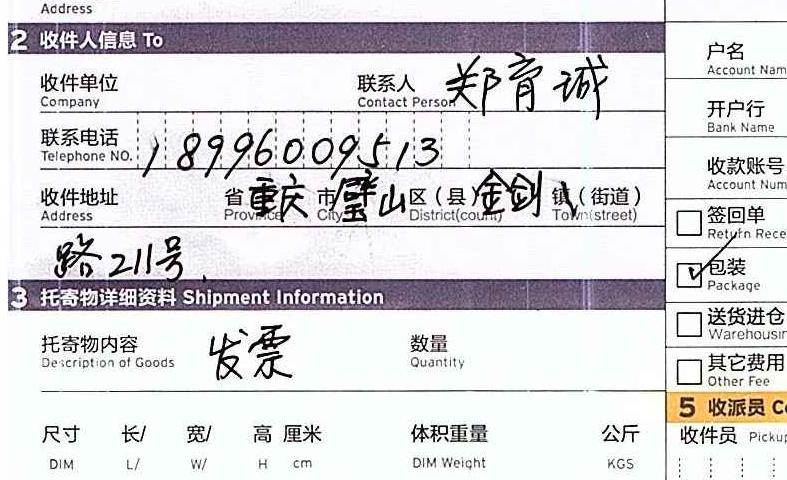 Address
2 收件人信息 To
户名
Account Nam
收件单位 联系人 郑育城
Company Contact Person
开户行
Bank Name
联系电话 18996009513
Telephone NO.
收款账号
Account Num
收件地址 省 重庆 市 璧山 区(县) 金剑 镇(街道)
Address Province City District(county) Town(street)
签回单
Return Rece
路211号
包装
Package
3 托寄物详细资料 Shipment Information
送货进仓
Warehousin
托寄物内容 发票 数量
Description of Goods Quantity
其它费用
Other Fee
5 收派员 Co
尺寸 长/ 宽/ 高 厘米 体积重量 公斤
DIM L/ W/ H cm DIM Weight KGS
收件员 Pickup